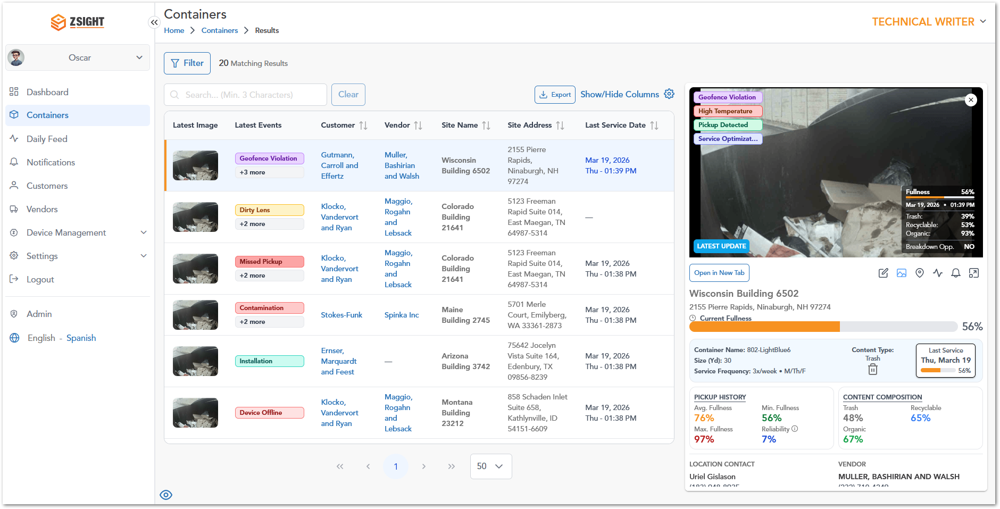 ZSIGHT
Oscar
Dashboard
Containers
Daily Feed
Notifications
Customers
Vendors
Device Management
Settings
Logout
Admin
English - Spanish
Containers
Home
Containers
Results
TECHNICAL WRITER
Filter
20 Matching Results
Search... (Min. 3 Characters)
Clear
Export
Show/Hide Columns
Latest Image
Latest Events
Customer
Vendor
Site Name
Site Address
Last Service Date
Geofence Violation
+3 more
Gutmann,
Carroll and
Effertz
Muller,
Bashirian
and Walsh
Wisconsin
Building 6502
2155 Pierre
Rapids,
Ninaburgh, NH
97274
Mar 19, 2026
Thu - 01:39 PM
Dirty Lens
+2 more
Klocko,
Vandervort
and Ryan
Maggio,
Rogahn
and
Lebsack
Colorado
Building
21641
5123 Freeman
Rapid Suite 014,
East Maegan, TN
64987-5314
—
Missed Pickup
+2 more
Klocko,
Vandervort
and Ryan
Maggio,
Rogahn
and
Lebsack
Colorado
Building
21641
5123 Freeman
Rapid Suite 014,
East Maegan, TN
64987-5314
Mar 19, 2026
Thu - 01:38 PM
Contamination
+2 more
Stokes-Funk
Spinka Inc
Maine
Building 2745
5701 Merle
Court, Emilyberg,
WA 33361-2873
Mar 19, 2026
Thu - 01:38 PM
Installation
Ernser,
Marquardt
and Feest
—
Arizona
Building 3742
75642 Jocelyn
Vista Suite 164,
Edenbury, TX
09856-8239
Mar 19, 2026
Thu - 01:38 PM
Device Offline
Klocko,
Vandervort
and Ryan
Maggio,
Rogahn
and
Lebsack
Montana
Building
23212
858 Schaden Inlet
Suite 658,
Kathlynville, ID
54151-6609
Mar 19, 2026
Thu - 01:38 PM
1
50
Geofence Violation
High Temperature
Pickup Detected
Service Optimizat...
Fullness 56%
Mar 19, 2026 • 01:39 PM
Trash: 39%
Recyclable: 53%
Organic: 93%
Breakdown Opp. NO
LATEST UPDATE
Open in New Tab
Wisconsin Building 6502
2155 Pierre Rapids, Ninaburgh, NH 97274
Current Fullness
56%
Container Name: 802-LightBlue6
Size (Yd): 30
Service Frequency: 3x/week • M/Th/F
Content Type:
Trash
Last Service
Thu, March 19
56%
PICKUP HISTORY
Avg. Fullness
76%
Min. Fullness
56%
Max. Fullness
97%
Reliability
7%
CONTENT COMPOSITION
Trash
48%
Recyclable
65%
Organic
67%
LOCATION CONTACT
Uriel Gislason
VENDOR
MULLER, BASHIRIAN AND WALSH